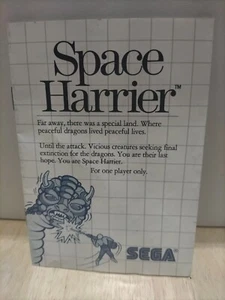 Space
Harrier™
Far away, there was a special land. Where
peaceful dragons lived peaceful lives.
Until the attack. Vicious creatures seeking final
extinction for the dragons. You are their last
hope. You are Space Harrier.
For one player only.
SEGA